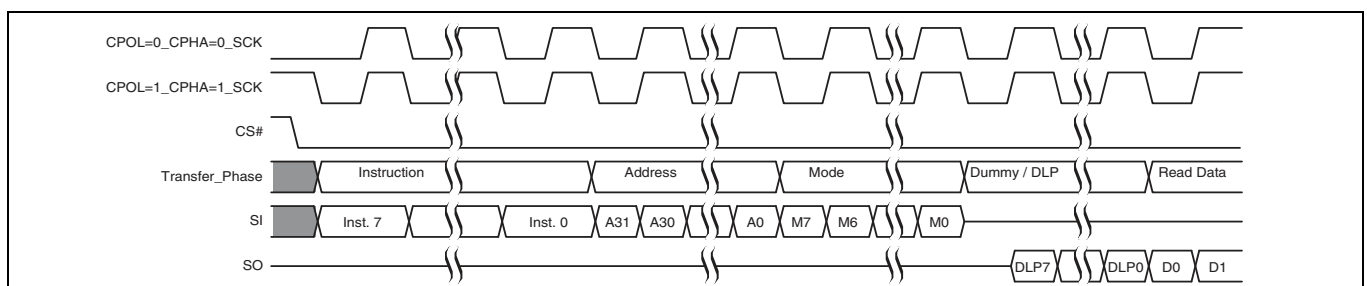 CPOL=0_CPHA=0_SCK
CPOL=1_CPHA=1_SCK
CS#
Transfer_Phase Instruction Address Mode Dummy / DLP Read Data
SI Inst. 7 Inst. 0 A31 A30 A0 M7 M6 M0
SO DLP7 DLP0 D0 D1